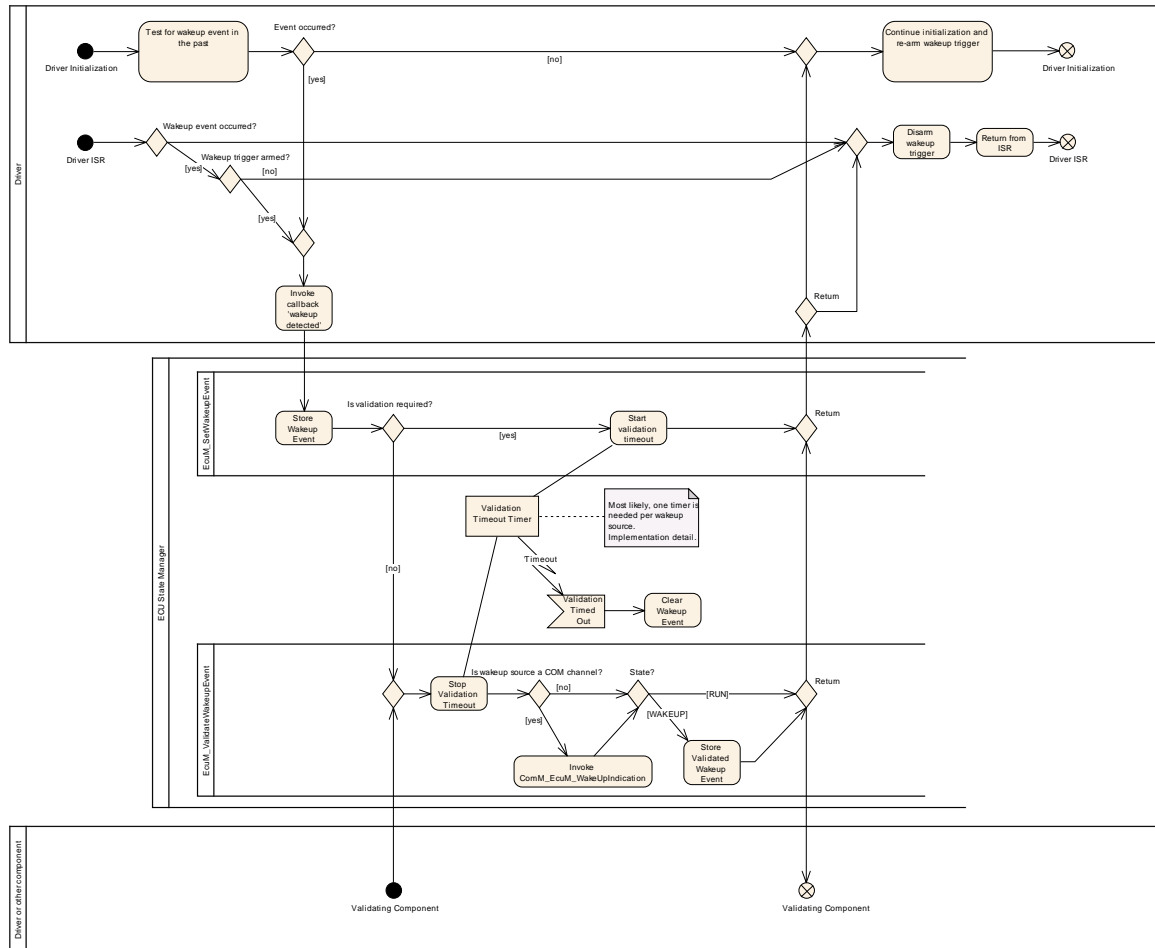 Event occurred?
Test for wakeup event in
the past
Continue initialization and
re-arm wakeup trigger
[no]
Driver Initialization
Driver Initialization
[yes]
Wakeup event occurred?
Disarm
wakeup
trigger
Return from
ISR
Driver ISR
Wakeup trigger armed?
Driver ISR
[yes]
[no]
Driver
[yes]
Invoke
callback
'wakeup
detected'
Return
Is validation required?
Store
Wakeup
Event
Start
validation
timeout
Return
[yes]
EcuM_SetWakeupEvent
Validation
Timeout Timer
Most likely, one timer is
needed per wakeup
source.
Implementation detail.
[no]
Timeout
ECU State Manager
Validation
Timed
Out
Clear
Wakeup
Event
Is wakeup source a COM channel?
State?
Return
Stop
Validation
Timeout
[no]
[RUN]
[yes]
[WAKEUP]
EcuM_ValidateWakeupEvent
Store
Validated
Wakeup
Event
Invoke
ComM_EcuM_WakeUpIndication
Driver or other component
Validating Component
Validating Component